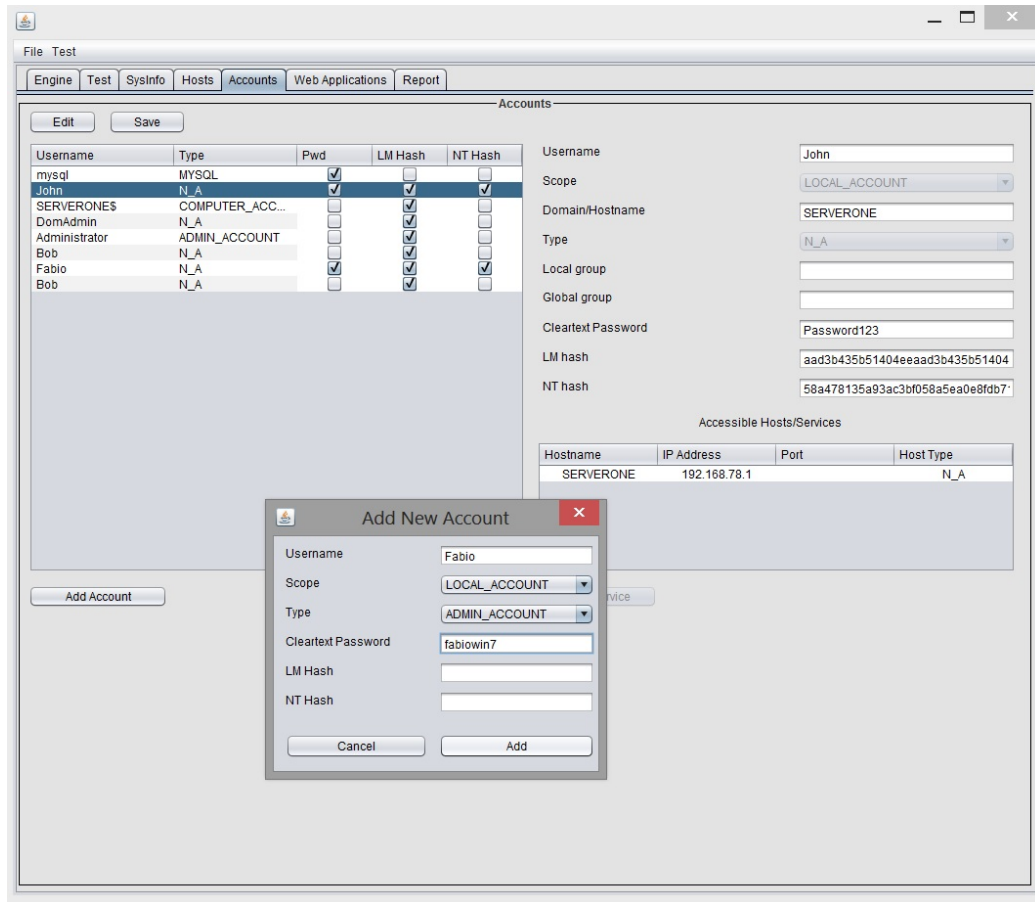 File Test
Engine Test SysInfo Hosts Accounts Web Applications Report
Accounts
Edit Save
Username Type Pwd LM Hash NT Hash
mysql MYSQL
John N_A
SERVERONE$ COMPUTER_ACC...
DomAdmin N_A
Administrator ADMIN_ACCOUNT
Bob N_A
Fabio N_A
Bob N_A
Username John
Scope LOCAL_ACCOUNT
Domain/Hostname SERVERONE
Type N_A
Local group
Global group
Cleartext Password Password123
LM hash aad3b435b51404eeaad3b435b51404
NT hash 58a478135a93ac3bf058a5ea0e8fdb7
Accessible Hosts/Services
Hostname IP Address Port Host Type
SERVERONE 192.168.78.1 N_A
Add Account
Add New Account
Username Fabio
Scope LOCAL_ACCOUNT
Type ADMIN_ACCOUNT
Cleartext Password fabiowin7
LM Hash
NT Hash
Cancel Add